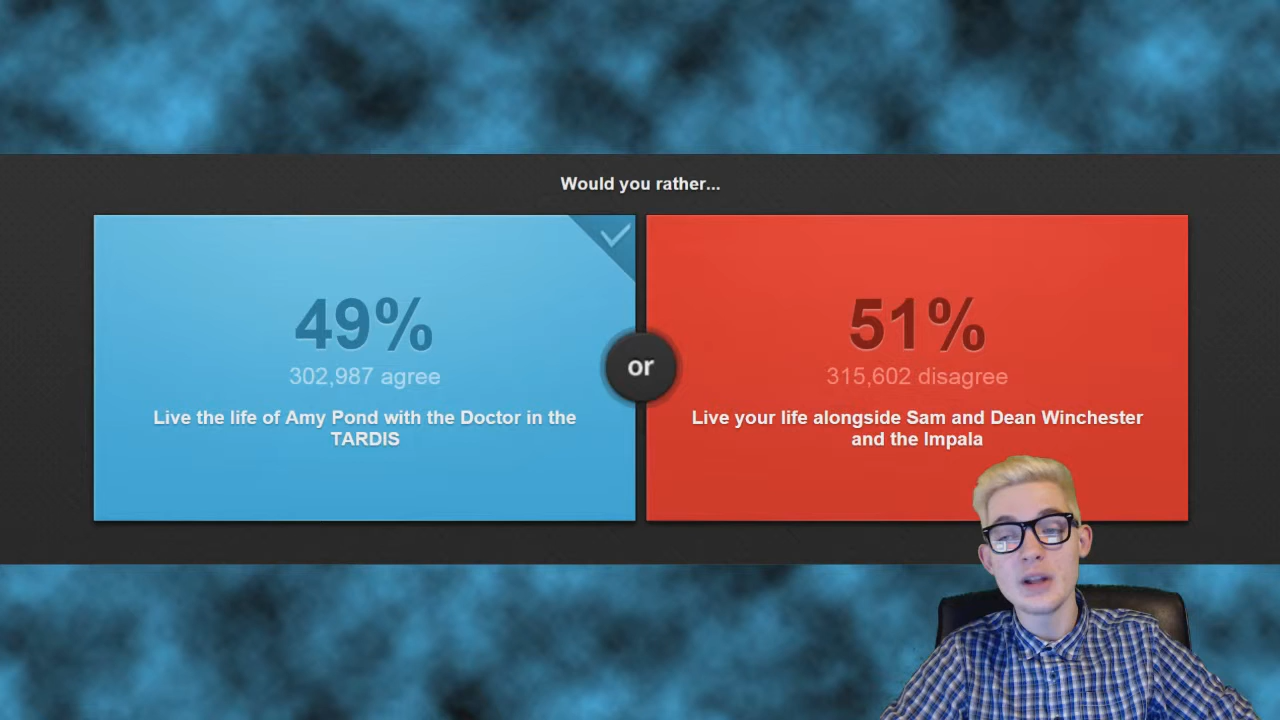 Would you rather...
49%
302,987 agree
Live the life of Amy Pond with the Doctor in the
TARDIS
or
51%
315,602 disagree
Live your life alongside Sam and Dean Winchester
and the Impala